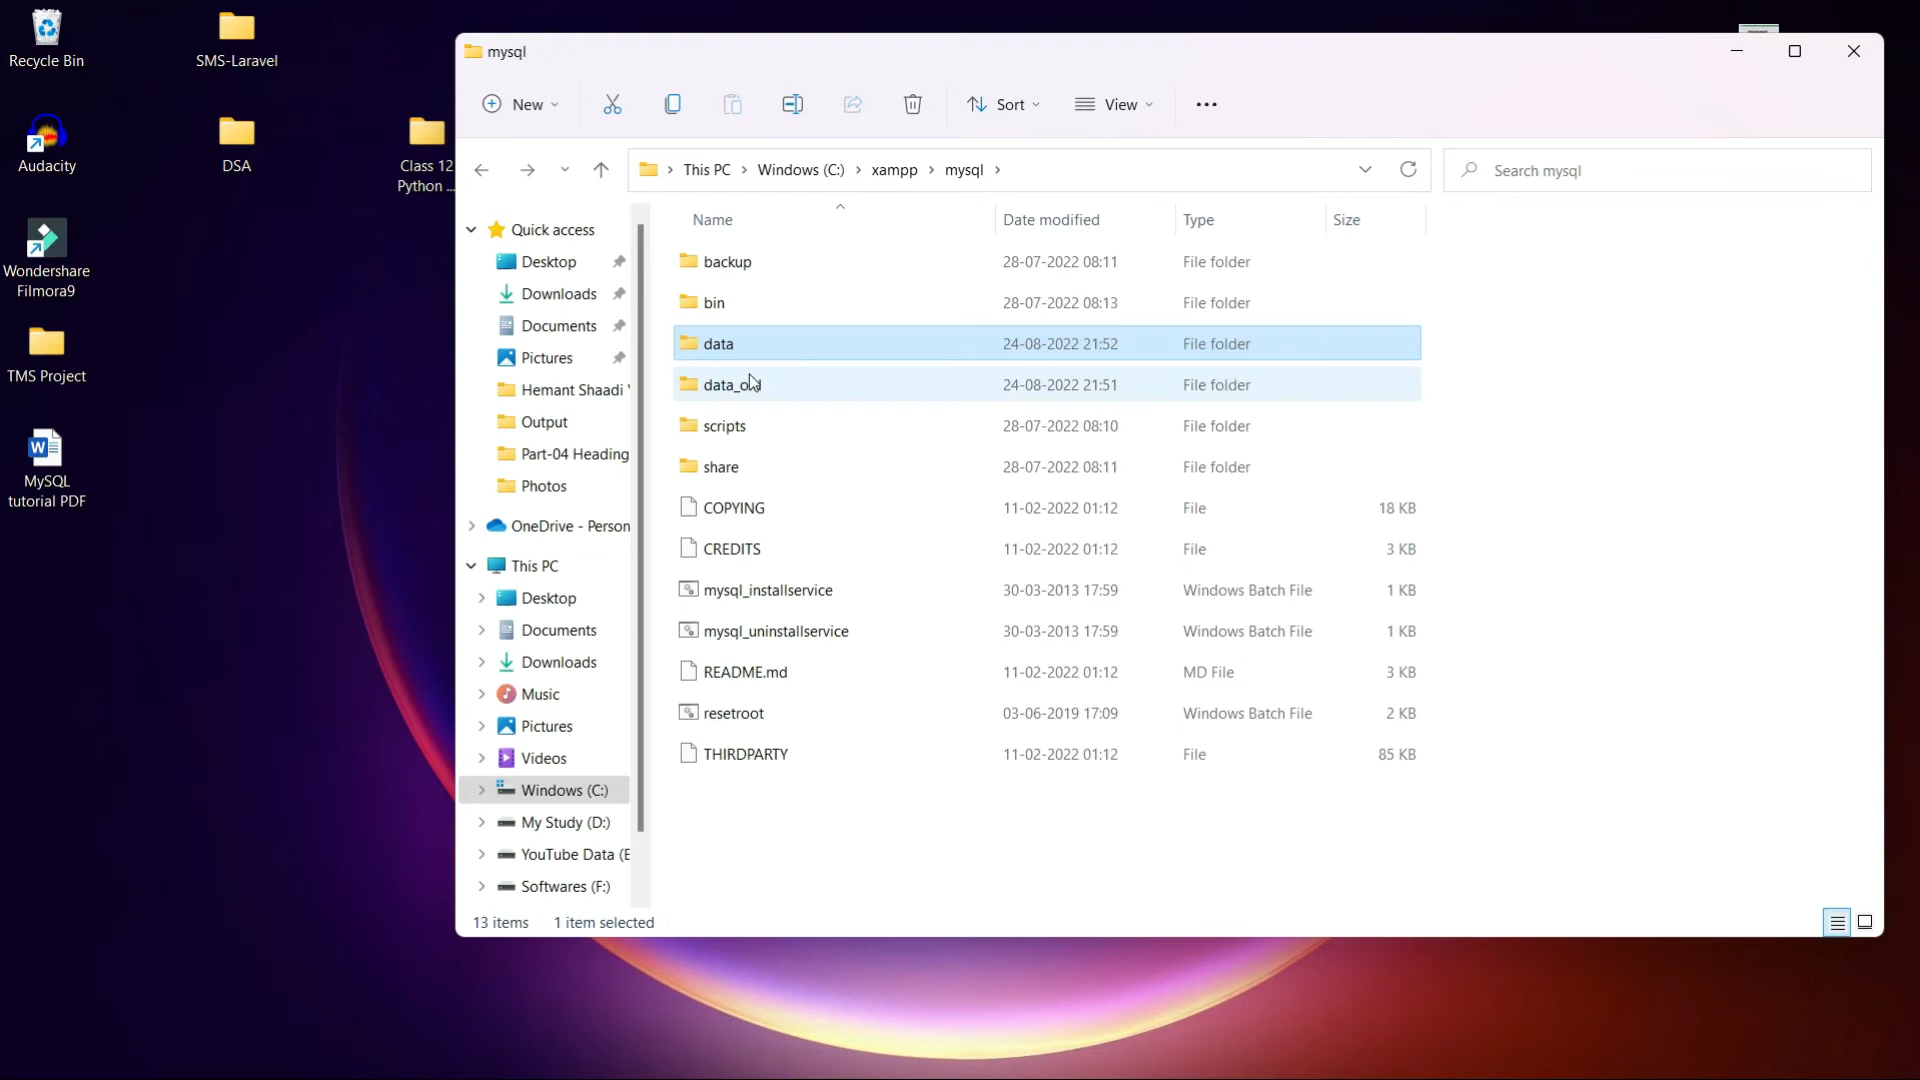 Recycle Bin
SMS-Laravel
Audacity
DSA
Class 12
Python ...
Wondershare
Filmora9
TMS Project
MySQL
tutorial PDF
mysql
New
Sort
View
This PC
Windows (C:)
xampp
mysql
Search mysql
Quick access
Desktop
Downloads
Documents
Pictures
Hemant Shaadi
Output
Part-04 Heading
Photos
OneDrive - Person
This PC
Desktop
Documents
Downloads
Music
Pictures
Videos
Windows (C:)
My Study (D:)
YouTube Data (E
Softwares (F:)
Name Date modified Type Size
backup 28-07-2022 08:11 File folder
bin 28-07-2022 08:13 File folder
data 24-08-2022 21:52 File folder
data_old 24-08-2022 21:51 File folder
scripts 28-07-2022 08:10 File folder
share 28-07-2022 08:11 File folder
COPYING 11-02-2022 01:12 File 18 KB
CREDITS 11-02-2022 01:12 File 3 KB
mysql_installservice 30-03-2013 17:59 Windows Batch File 1 KB
mysql_uninstallservice 30-03-2013 17:59 Windows Batch File 1 KB
README.md 11-02-2022 01:12 MD File 3 KB
resetroot 03-06-2019 17:09 Windows Batch File 2 KB
THIRDPARTY 11-02-2022 01:12 File 85 KB
13 items 1 item selected